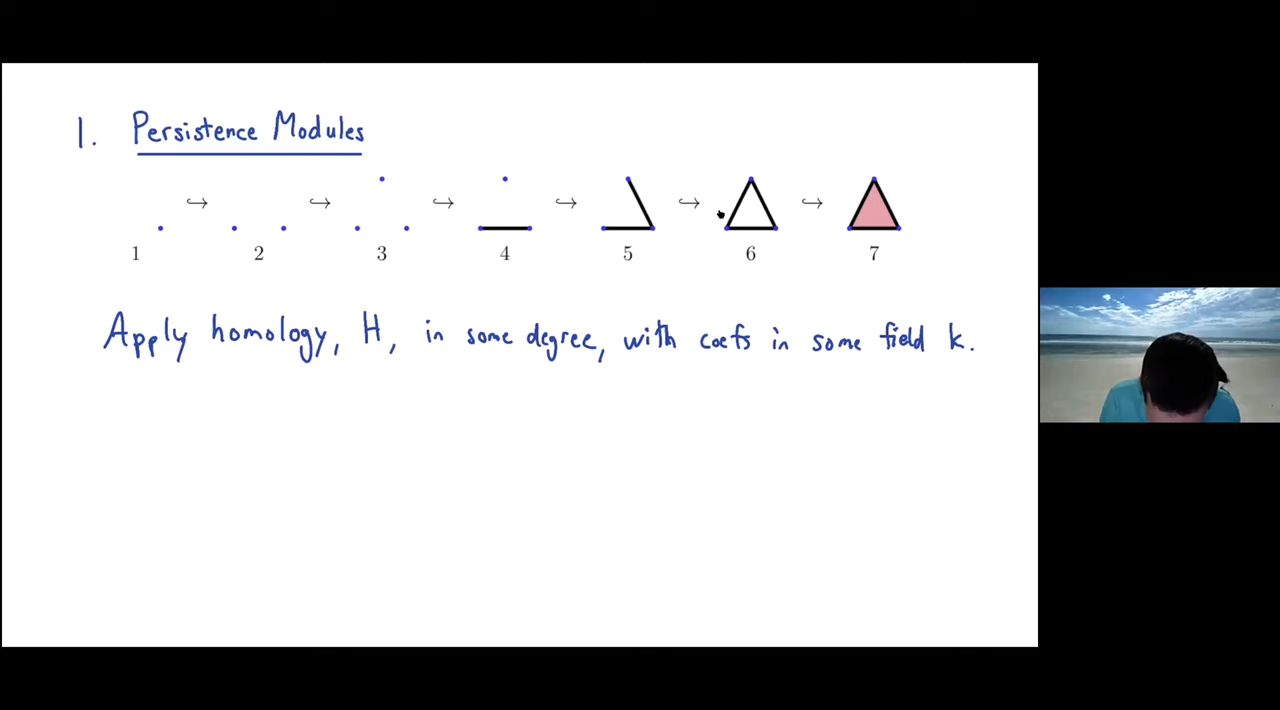 1. Persistence Modules
↪ ↪ ↪ ↪ ↪ ↪
1 2 3 4 5 6 7
Apply homology, H, in some degree, with coefs in some field k.